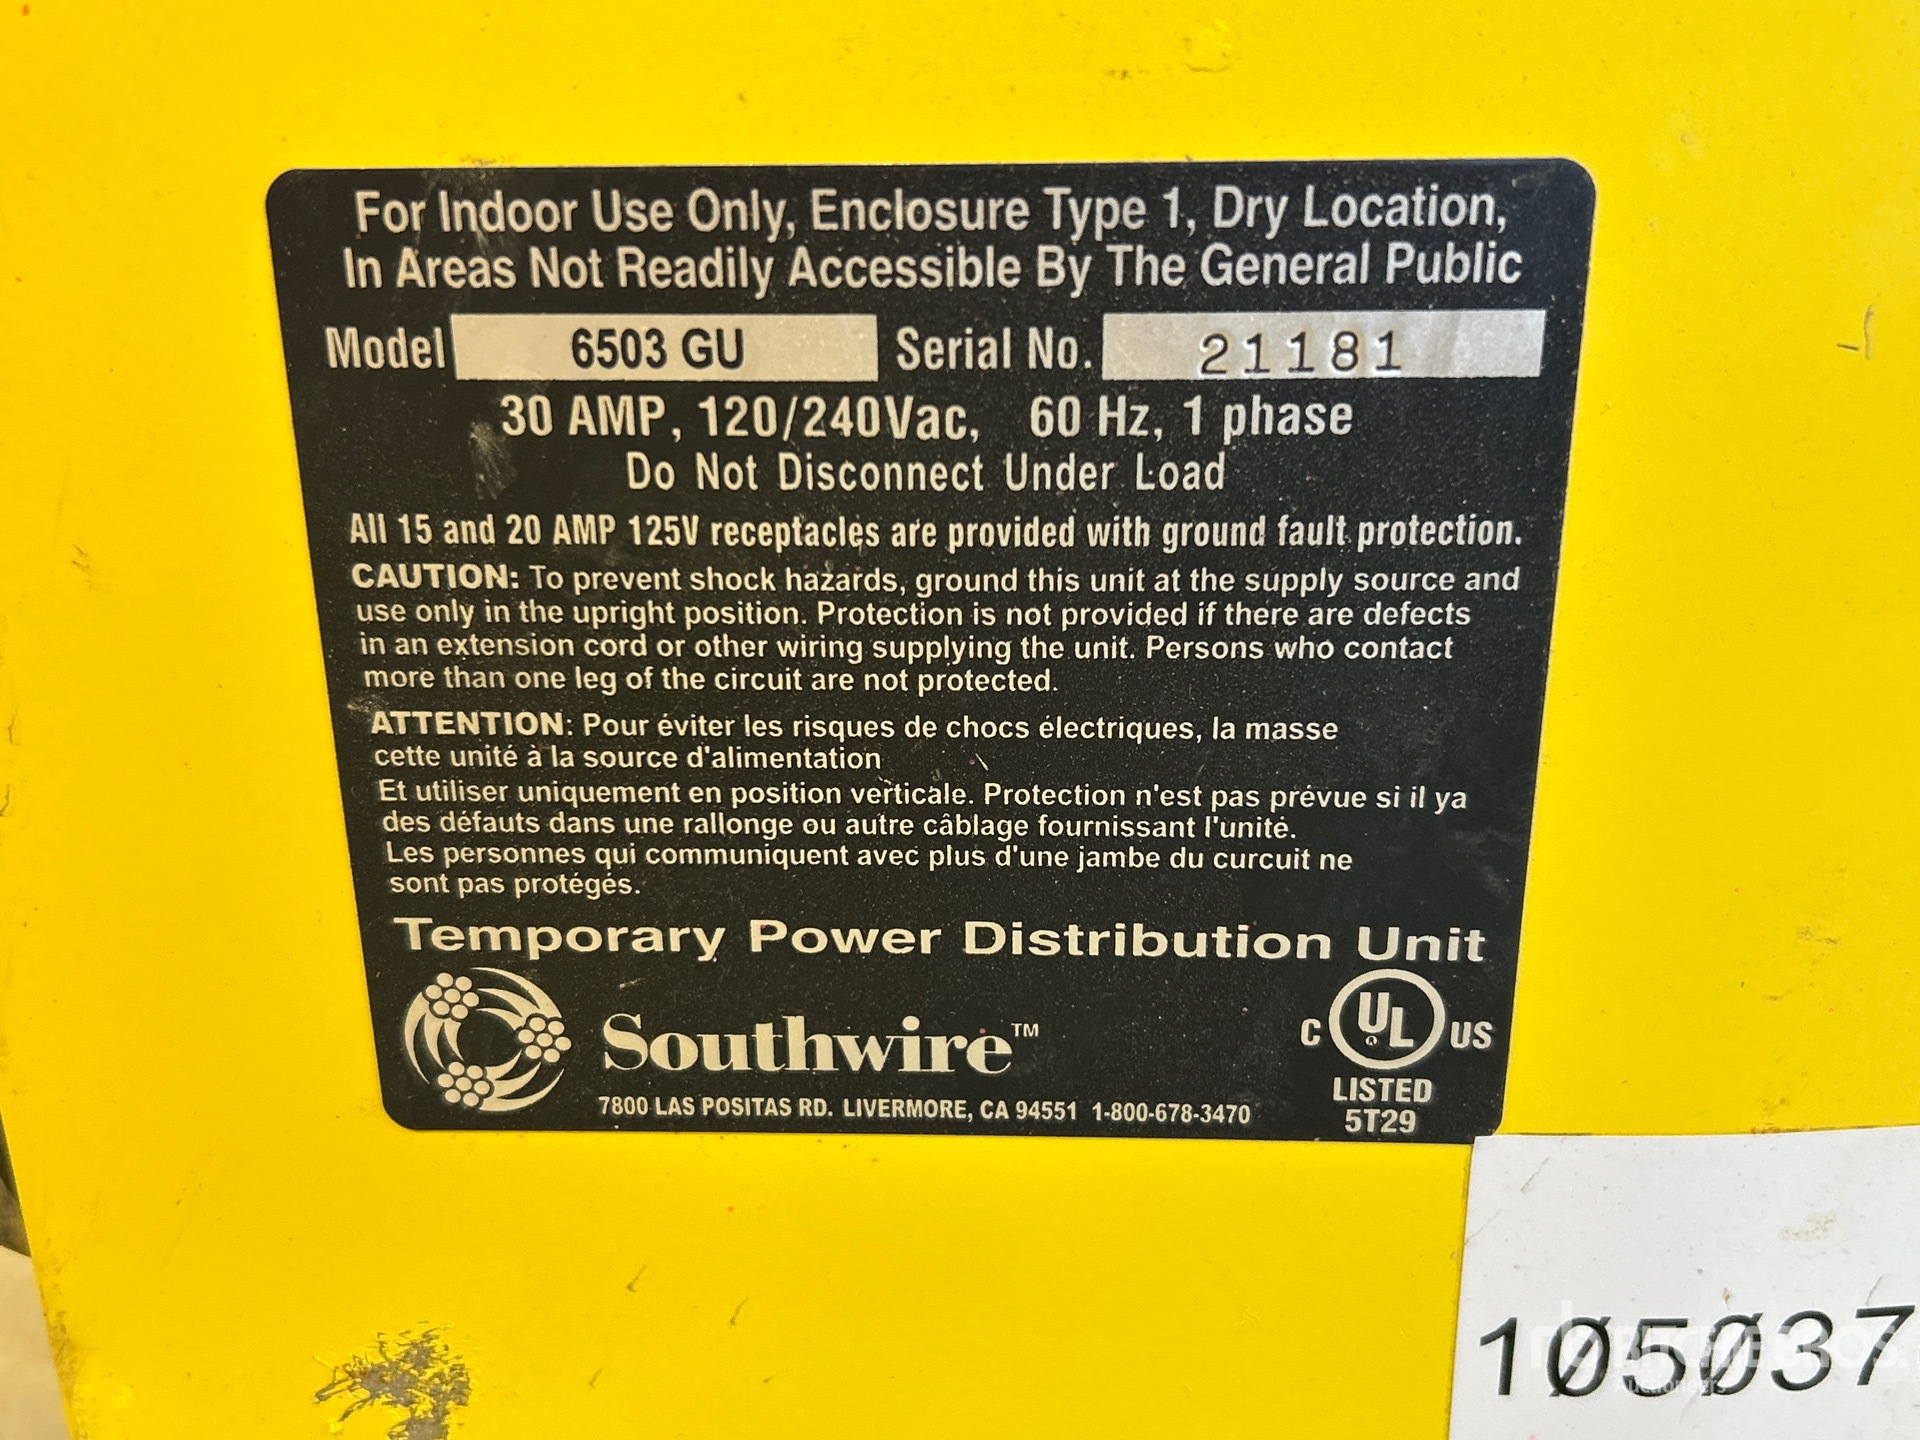 For Indoor Use Only, Enclosure Type 1, Dry Location,
In Areas Not Readily Accessible By The General Public
Model 6503 GU Serial No. 21181
30 AMP, 120/240Vac, 60 Hz, 1 phase
Do Not Disconnect Under Load
All 15 and 20 AMP 125V receptacles are provided with ground fault protection.
CAUTION: To prevent shock hazards, ground this unit at the supply source and
use only in the upright position. Protection is not provided if there are defects
in an extension cord or other wiring supplying the unit. Persons who contact
more than one leg of the circuit are not protected.
ATTENTION: Pour éviter les risques de chocs électriques, la masse
cette unité à la source d'alimentation
Et utiliser uniquement en position verticale. Protection n'est pas prévue si il ya
des défauts dans une rallonge ou autre câblage fournissant l'unité.
Les personnes qui communiquent avec plus d'une jambe du curcuit ne
sont pas protégés.
Temporary Power Distribution Unit
Southwire™
C UL® US
LISTED
5T29
7800 LAS POSITAS RD. LIVERMORE, CA 94551 1-800-678-3470
1Ø5Ø37
Auctioneers